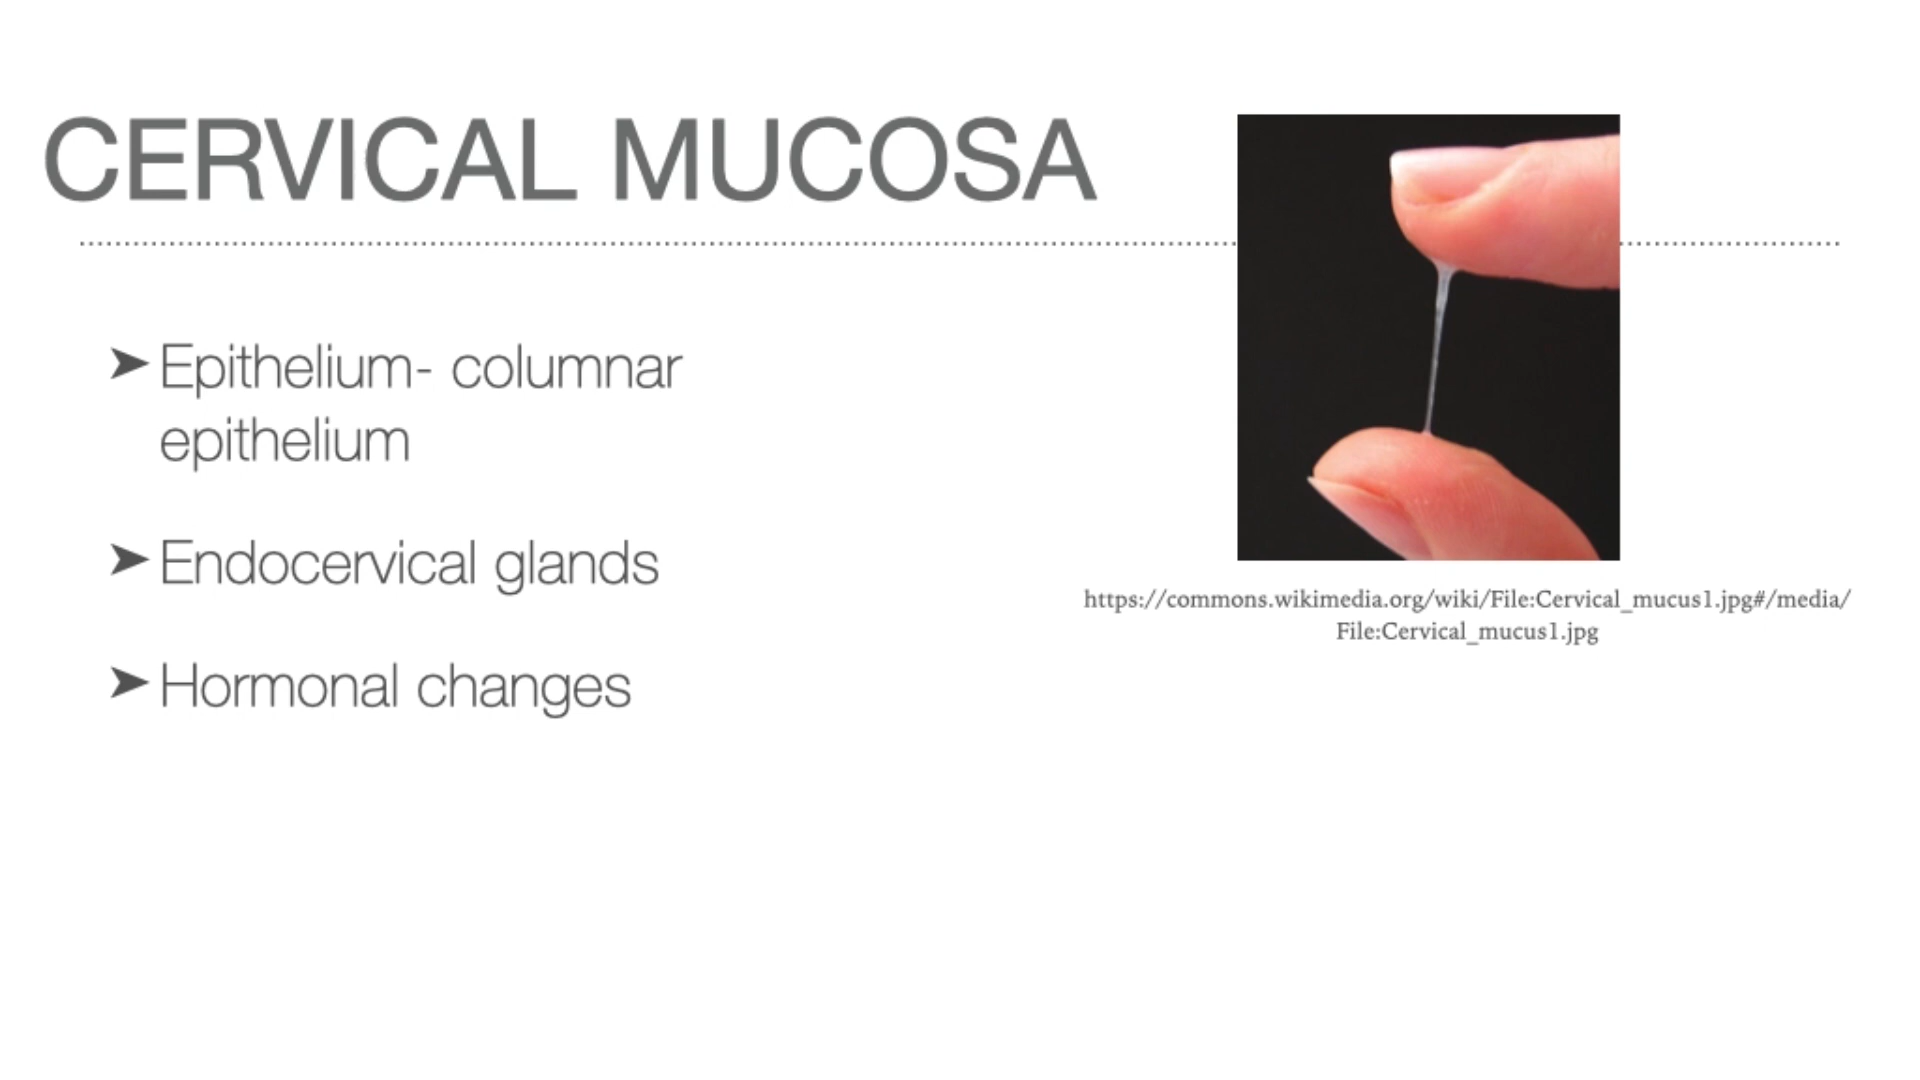 CERVICAL MUCOSA
➤ Epithelium- columnar
epithelium
➤ Endocervical glands
➤ Hormonal changes
https://commons.wikimedia.org/wiki/File:Cervical_mucus1.jpg#/media/
File:Cervical_mucus1.jpg